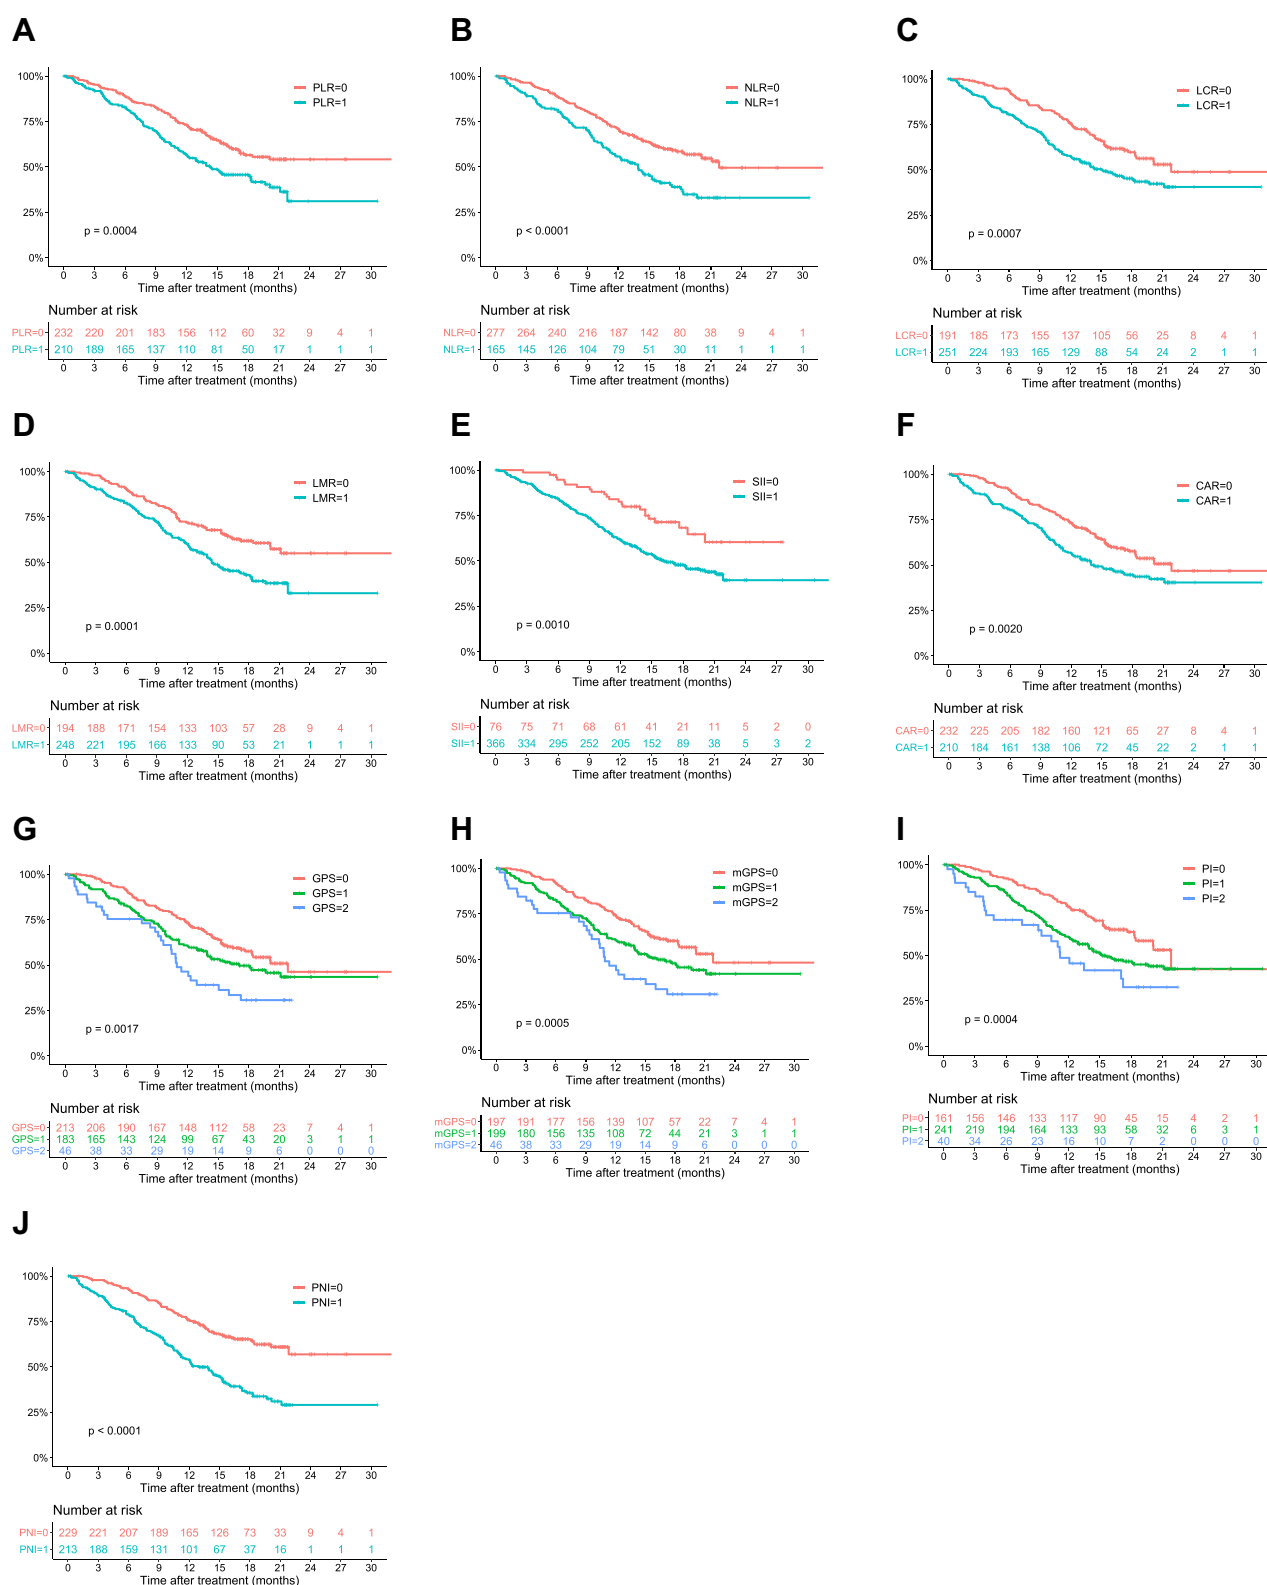 A
100%
75%
50%
25%
0%
PLR=0
PLR=1
p = 0.0004
0 3 6 9 12 15 18 21 24 27 30
Time after treatment (months)
Number at risk
PLR=0 232 220 201 183 156 112 60 32 9 4 1
PLR=1 210 189 165 137 110 81 50 17 1 1 1
0 3 6 9 12 15 18 21 24 27 30
Time after treatment (months)
B
100%
75%
50%
25%
0%
NLR=0
NLR=1
p < 0.0001
0 3 6 9 12 15 18 21 24 27 30
Time after treatment (months)
Number at risk
NLR=0 277 264 240 216 187 142 80 38 9 4 1
NLR=1 165 145 126 104 79 51 30 11 1 1 1
0 3 6 9 12 15 18 21 24 27 30
Time after treatment (months)
C
100%
75%
50%
25%
0%
LCR=0
LCR=1
p = 0.0007
0 3 6 9 12 15 18 21 24 27 30
Time after treatment (months)
Number at risk
LCR=0 191 185 173 155 137 105 56 25 8 4 1
LCR=1 251 224 193 165 129 88 54 24 2 1 1
0 3 6 9 12 15 18 21 24 27 30
Time after treatment (months)
D
100%
75%
50%
25%
0%
LMR=0
LMR=1
p = 0.0001
0 3 6 9 12 15 18 21 24 27 30
Time after treatment (months)
Number at risk
LMR=0 194 188 171 154 133 103 57 28 9 4 1
LMR=1 248 221 195 166 133 90 53 21 1 1 1
0 3 6 9 12 15 18 21 24 27 30
Time after treatment (months)
E
100%
75%
50%
25%
0%
SII=0
SII=1
p = 0.0010
0 3 6 9 12 15 18 21 24 27 30
Time after treatment (months)
Number at risk
SII=0 76 75 71 68 61 41 21 11 5 2 0
SII=1 366 334 295 252 205 152 89 38 5 3 2
0 3 6 9 12 15 18 21 24 27 30
Time after treatment (months)
F
100%
75%
50%
25%
0%
CAR=0
CAR=1
p = 0.0020
0 3 6 9 12 15 18 21 24 27 30
Time after treatment (months)
Number at risk
CAR=0 232 225 205 182 160 121 65 27 8 4 1
CAR=1 210 184 161 138 106 72 45 22 2 1 1
0 3 6 9 12 15 18 21 24 27 30
Time after treatment (months)
G
100%
75%
50%
25%
0%
GPS=0
GPS=1
GPS=2
p = 0.0017
0 3 6 9 12 15 18 21 24 27 30
Time after treatment (months)
Number at risk
GPS=0 213 206 190 167 148 112 58 23 7 4 1
GPS=1 183 165 143 124 99 67 43 20 3 1 1
GPS=2 46 38 33 29 19 14 9 6 0 0 0
0 3 6 9 12 15 18 21 24 27 30
Time after treatment (months)
H
100%
75%
50%
25%
0%
mGPS=0
mGPS=1
mGPS=2
p = 0.0005
0 3 6 9 12 15 18 21 24 27 30
Time after treatment (months)
Number at risk
mGPS=0 197 191 177 156 139 107 57 22 7 4 1
mGPS=1 199 180 156 135 108 72 44 21 3 1 1
mGPS=2 46 38 33 29 19 14 9 6 0 0 0
0 3 6 9 12 15 18 21 24 27 30
Time after treatment (months)
I
100%
75%
50%
25%
0%
PI=0
PI=1
PI=2
p = 0.0004
0 3 6 9 12 15 18 21 24 27 30
Time after treatment (months)
Number at risk
PI=0 161 156 146 133 117 90 45 15 4 2 1
PI=1 241 219 194 164 133 93 58 32 6 3 1
PI=2 40 34 26 23 16 10 7 2 0 0 0
0 3 6 9 12 15 18 21 24 27 30
Time after treatment (months)
J
100%
75%
50%
25%
0%
PNI=0
PNI=1
p < 0.0001
0 3 6 9 12 15 18 21 24 27 30
Time after treatment (months)
Number at risk
PNI=0 229 221 207 189 165 126 73 33 9 4 1
PNI=1 213 188 159 131 101 67 37 16 1 1 1
0 3 6 9 12 15 18 21 24 27 30
Time after treatment (months)